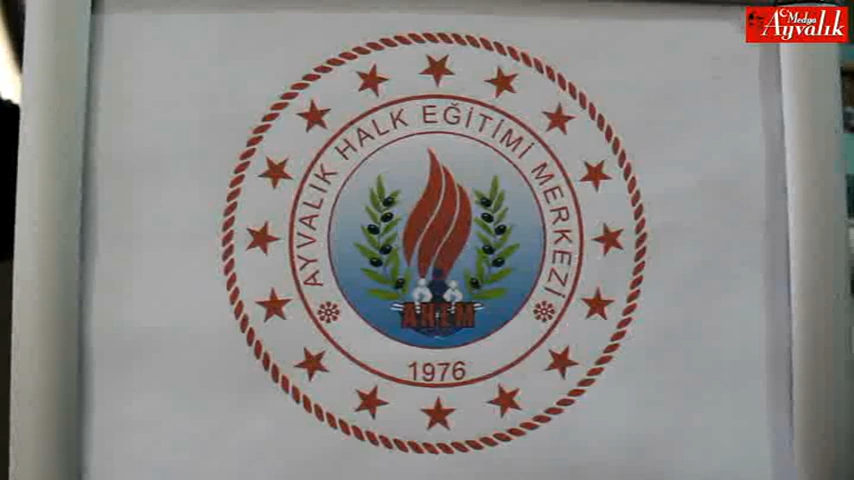 Medya
Ayvalık
AYVALIK HALK EĞİTİMİ MERKEZİ
AHEM
1976